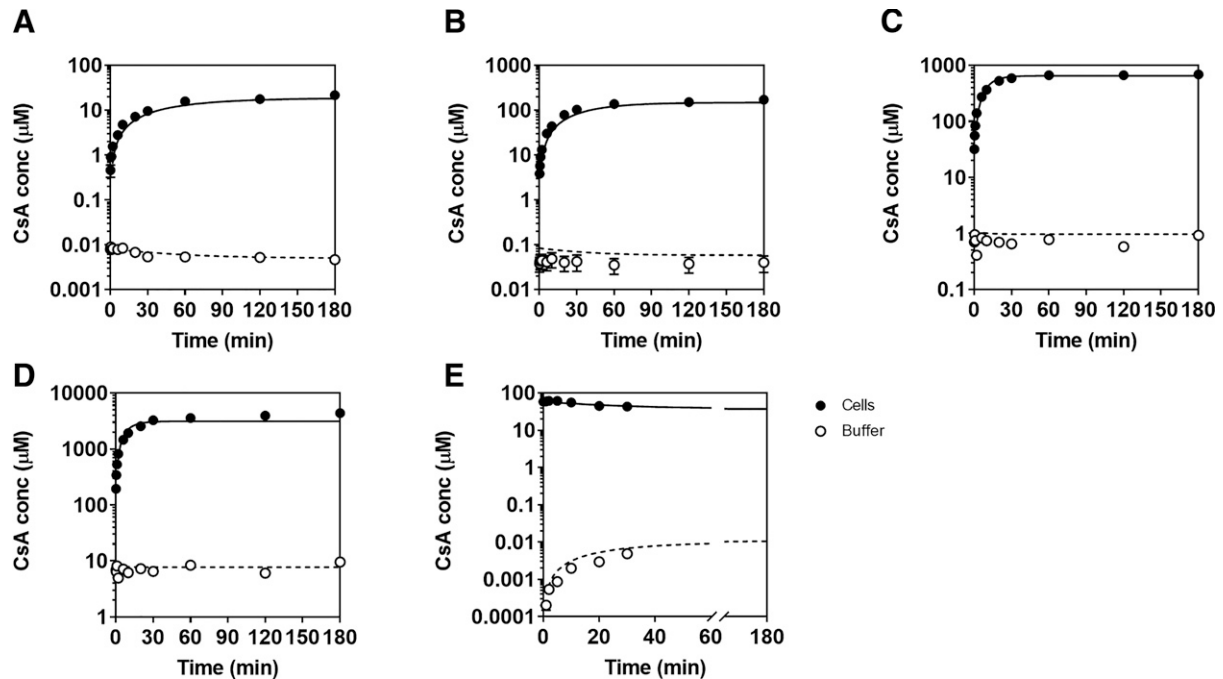 A
CsA conc (μM)
100
10
1
0.1
0.01
0.001
0 30 60 90 120 150 180
Time (min)
B
CsA conc (μM)
1000
100
10
1
0.1
0.01
0 30 60 90 120 150 180
Time (min)
C
CsA conc (μM)
1000
100
10
1
0.1
0 30 60 90 120 150 180
Time (min)
D
CsA conc (μM)
10000
1000
100
10
1
0 30 60 90 120 150 180
Time (min)
E
CsA conc (μM)
100
10
1
0.1
0.01
0.001
0.0001
0 20 40 60 180
Time (min)
Cells
Buffer